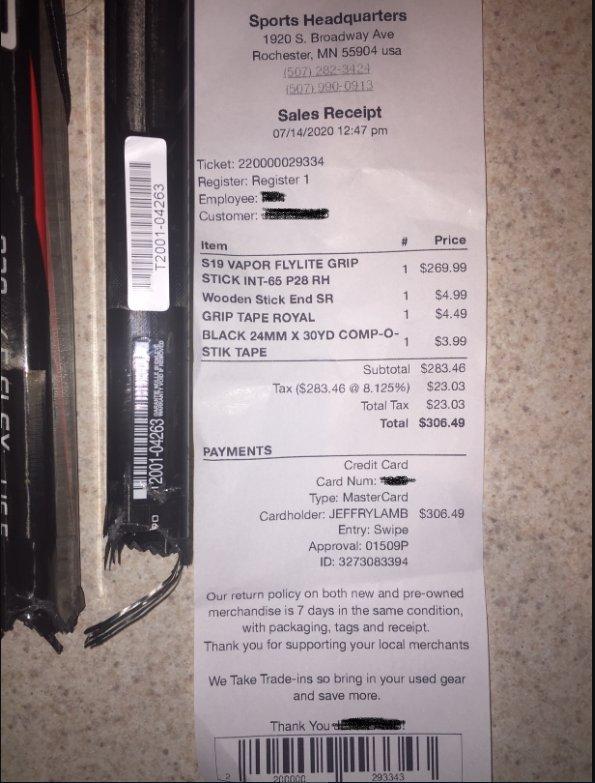 Sports Headquarters
1920 S. Broadway Ave
Rochester, MN 55904 usa
(507) 282-3424
(507) 990-0913
Sales Receipt
07/14/2020 12:47 pm
Ticket: 220000029334
Register: Register 1
Employee:
Customer:
Item # Price
S19 VAPOR FLYLITE GRIP
STICK INT-65 P28 RH 1 $269.99
Wooden Stick End SR 1 $4.99
GRIP TAPE ROYAL 1 $4.49
BLACK 24MM X 30YD COMP-O-
STIK TAPE 1 $3.99
Subtotal $283.46
Tax ($283.46 @ 8.125%) $23.03
Total Tax $23.03
Total $306.49
PAYMENTS
Credit Card
Card Num:
Type: MasterCard
Cardholder: JEFFRYLAMB $306.49
Entry: Swipe
Approval: 01509P
ID: 3273083394
Our return policy on both new and pre-owned
merchandise is 7 days in the same condition,
with packaging, tags and receipt.
Thank you for supporting your local merchants
We Take Trade-ins so bring in your used gear
and save more.
Thank You
2 200000 293343
T2001-04263
T2001-04263